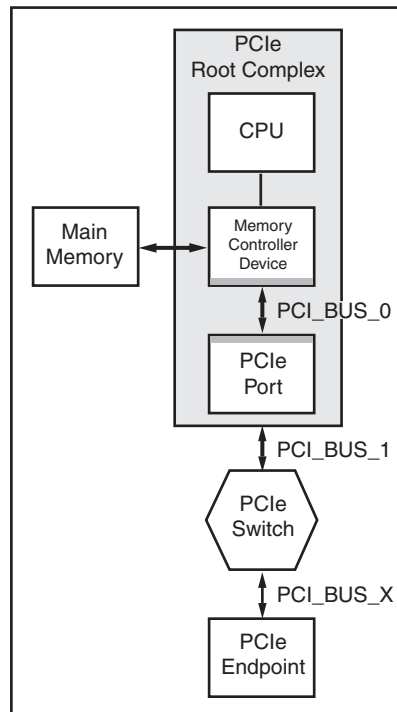 PCIe
Root Complex
CPU
Main
Memory
Memory
Controller
Device
PCI_BUS_0
PCIe
Port
PCI_BUS_1
PCIe
Switch
PCI_BUS_X
PCIe
Endpoint